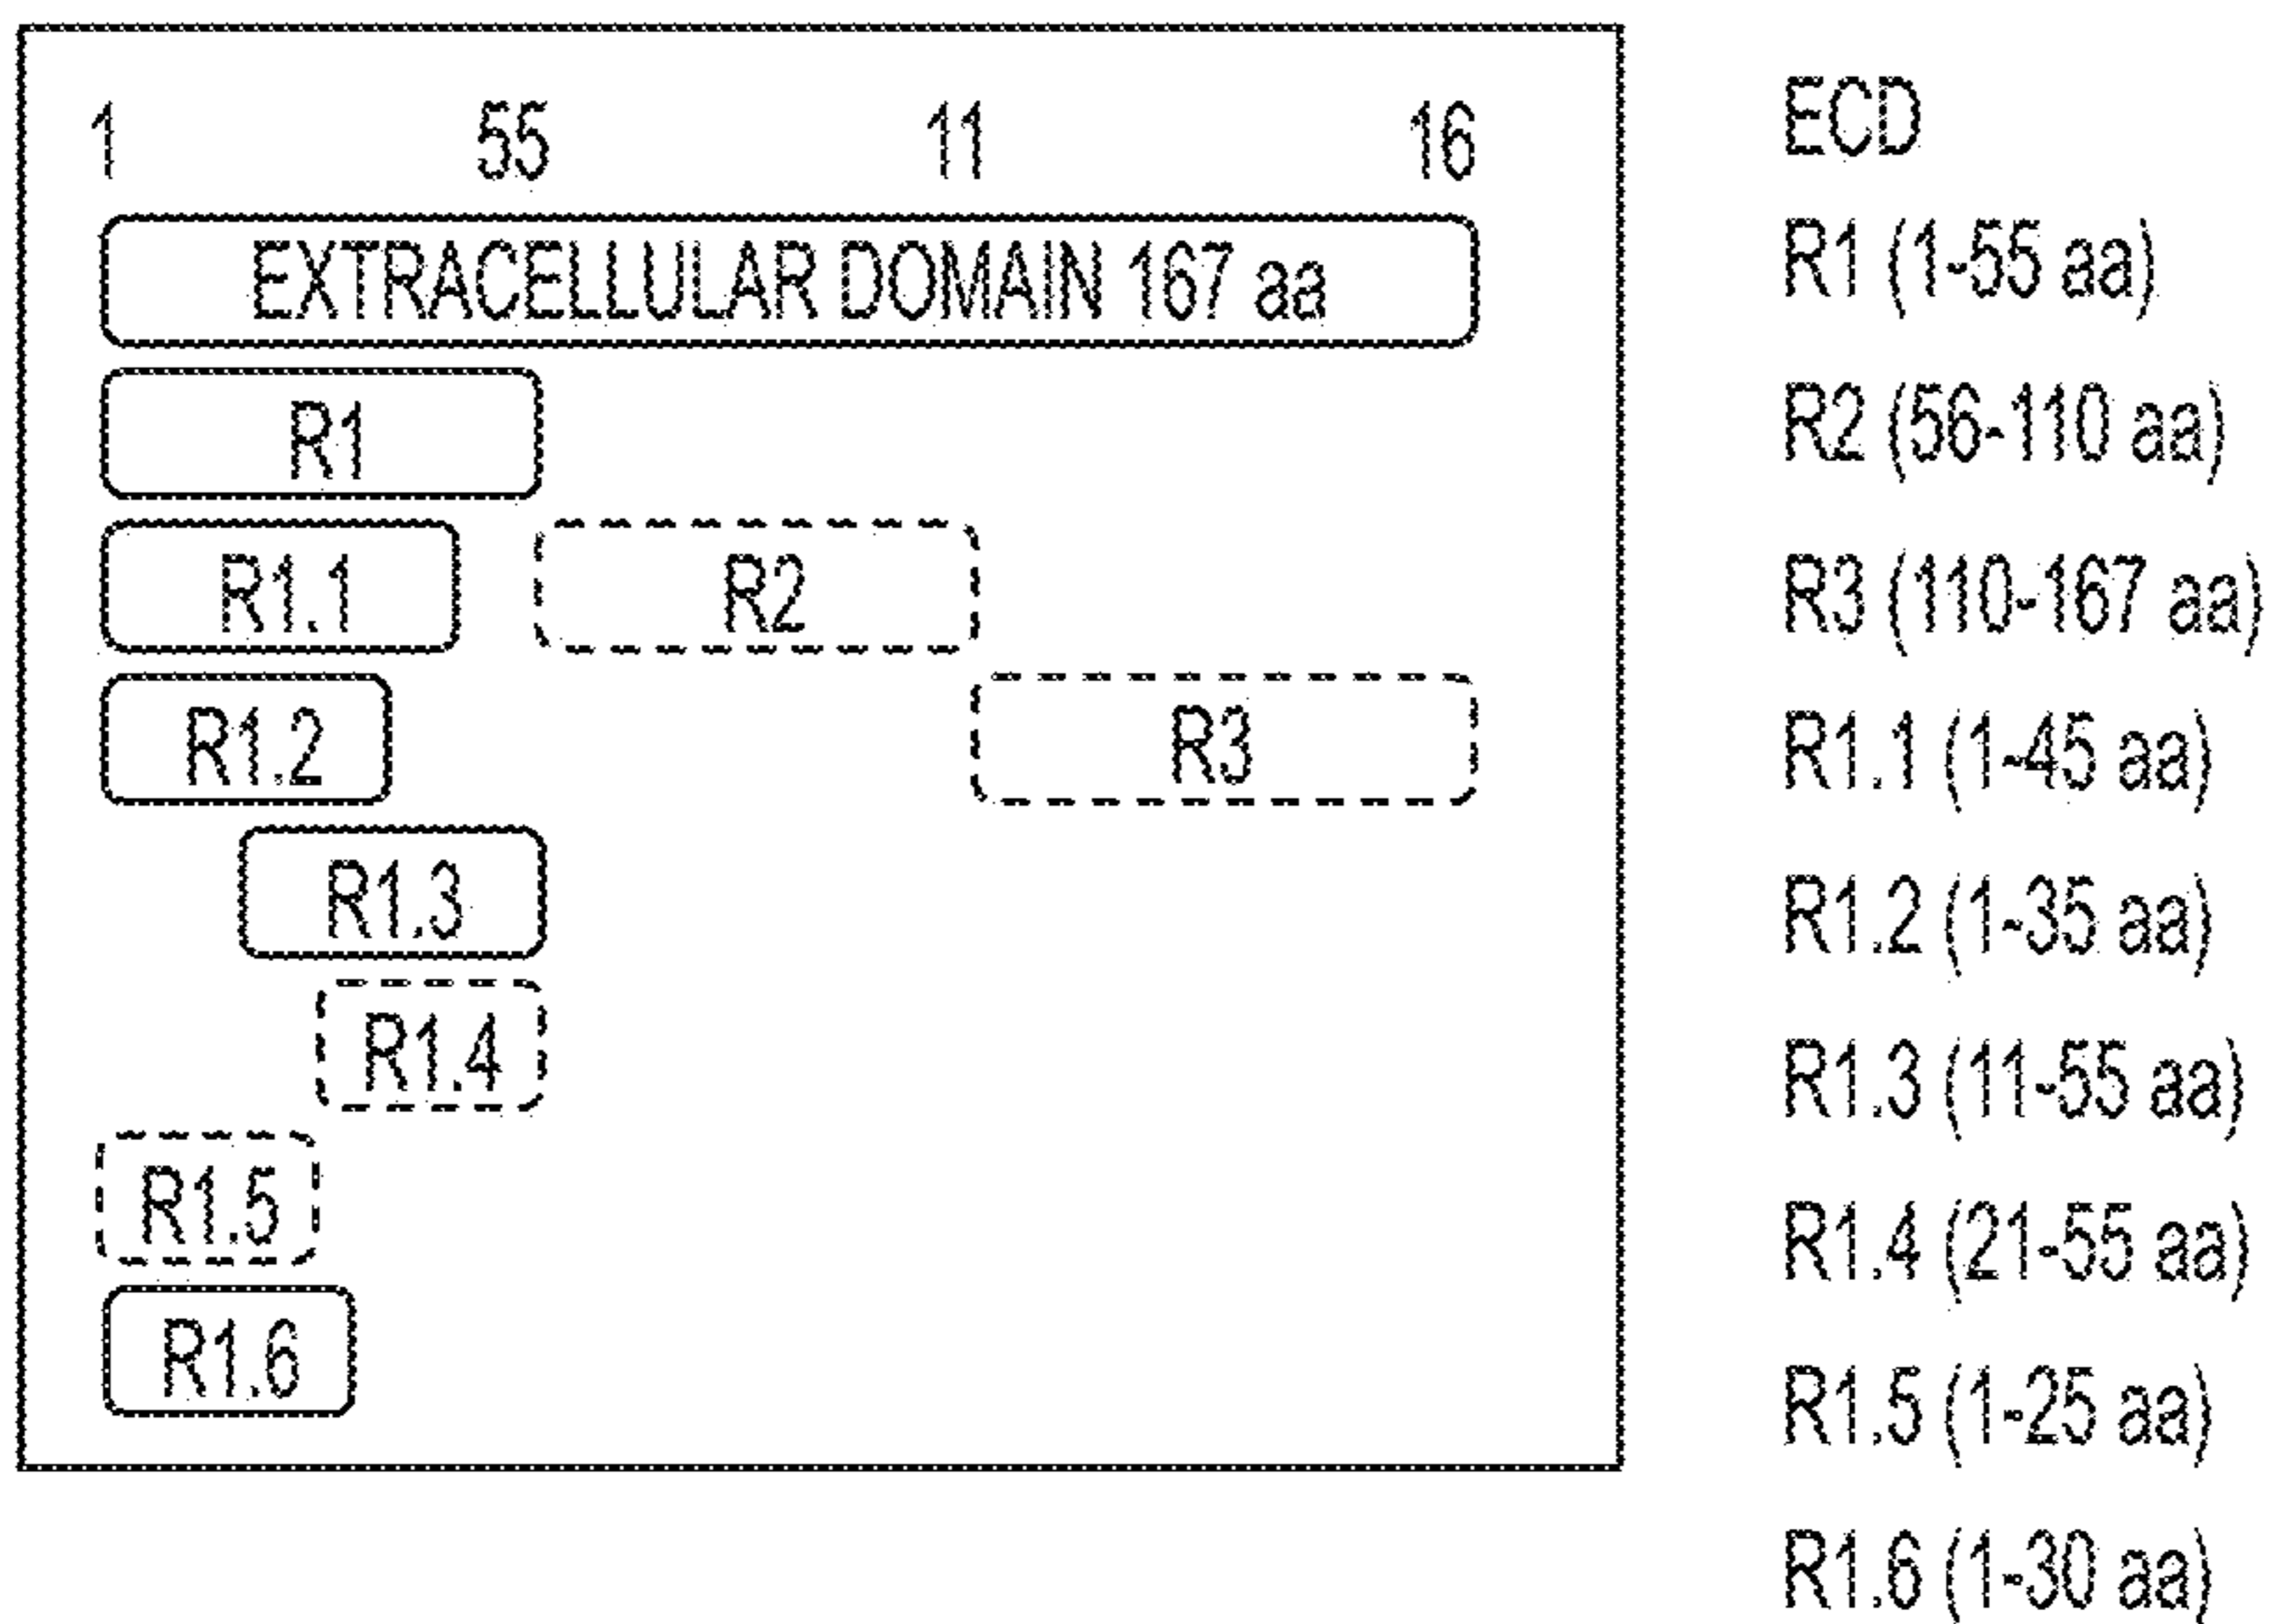 1 55 11 16
EXTRACELLULAR DOMAIN 167 aa
R1
R1.1 R2
R1.2 R3
R1.3
R1.4
R1.5
R1.6
ECD
R1 (1-55 aa)
R2 (56-110 aa)
R3 (110-167 aa)
R1.1 (1-45 aa)
R1.2 (1-35 aa)
R1.3 (11-55 aa)
R1.4 (21-55 aa)
R1.5 (1-25 aa)
R1.6 (1-30 aa)